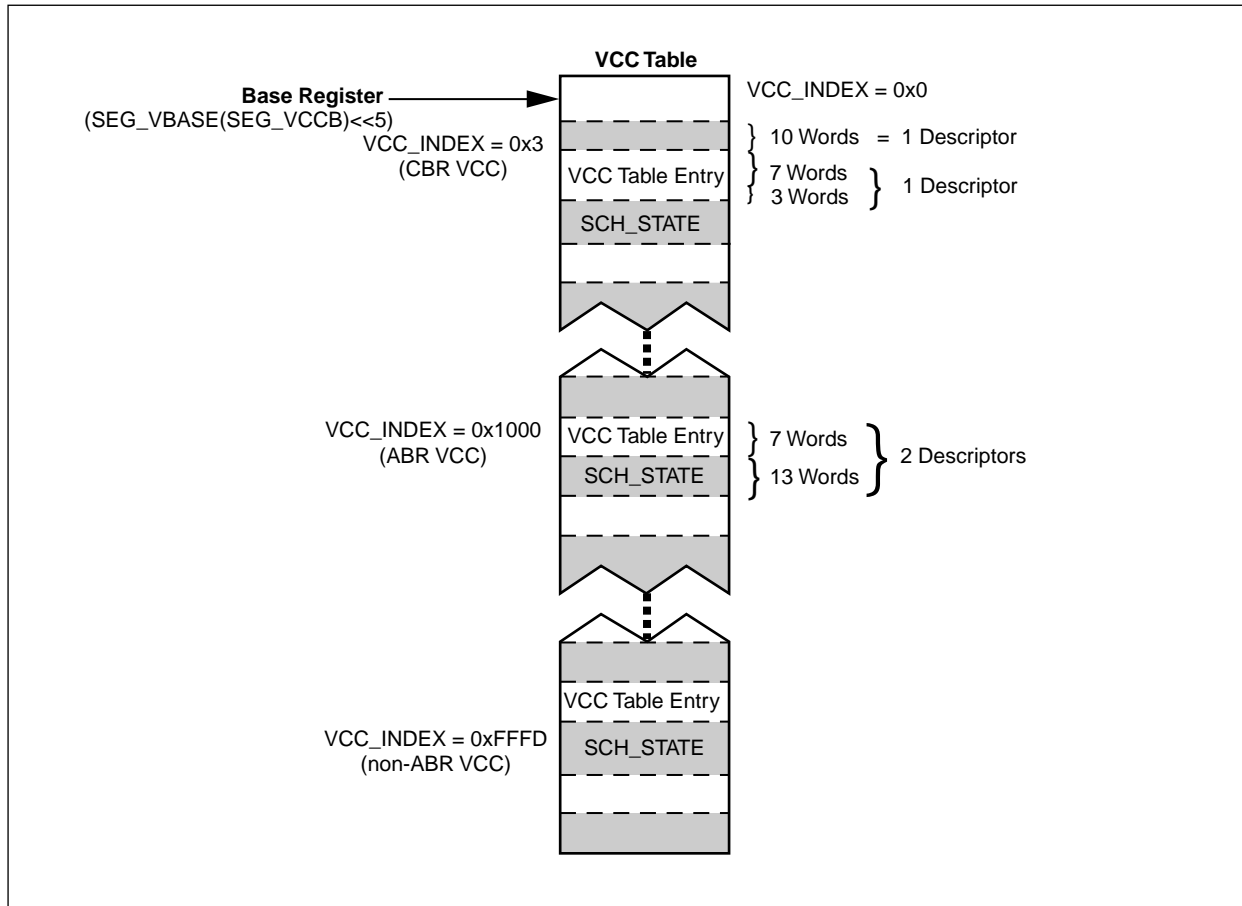 VCC Table
VCC_INDEX = 0x0
Base Register
(SEG_VBASE(SEG_VCCB)<<5)
VCC_INDEX = 0x3
(CBR VCC)
} 10 Words = 1 Descriptor
VCC Table Entry
} 7 Words
} 3 Words
} 1 Descriptor
SCH_STATE
VCC_INDEX = 0x1000
(ABR VCC)
VCC Table Entry
} 7 Words
SCH_STATE
} 13 Words
} 2 Descriptors
VCC Table Entry
VCC_INDEX = 0xFFFD
(non-ABR VCC)
SCH_STATE